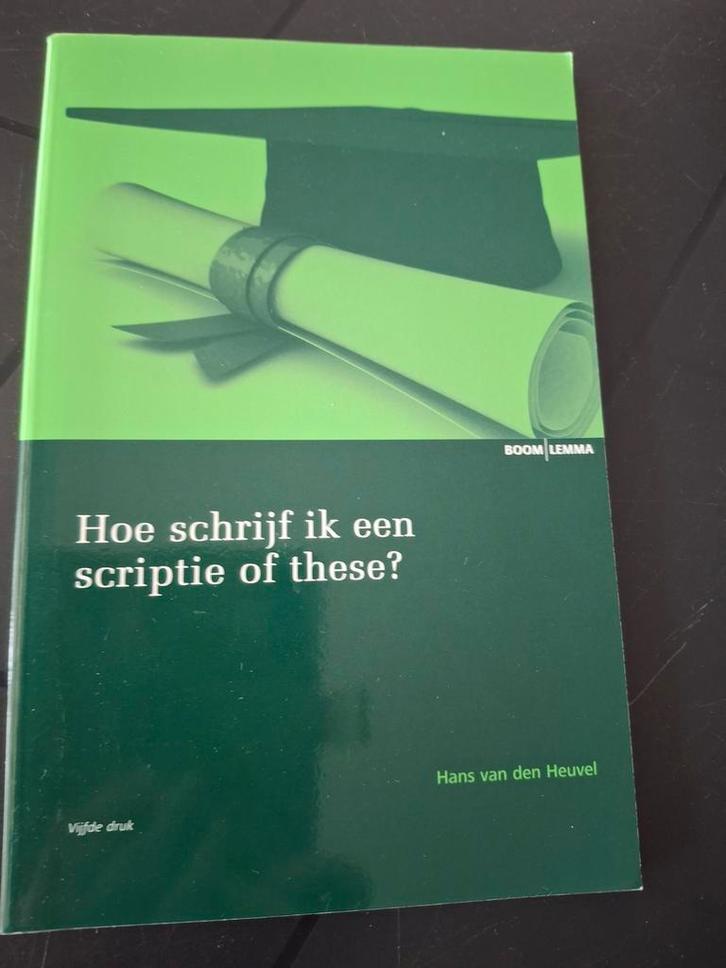 BOOM|LEMMA
Hoe schrijf ik een
scriptie of these?
Hans van den Heuvel
Vijfde druk